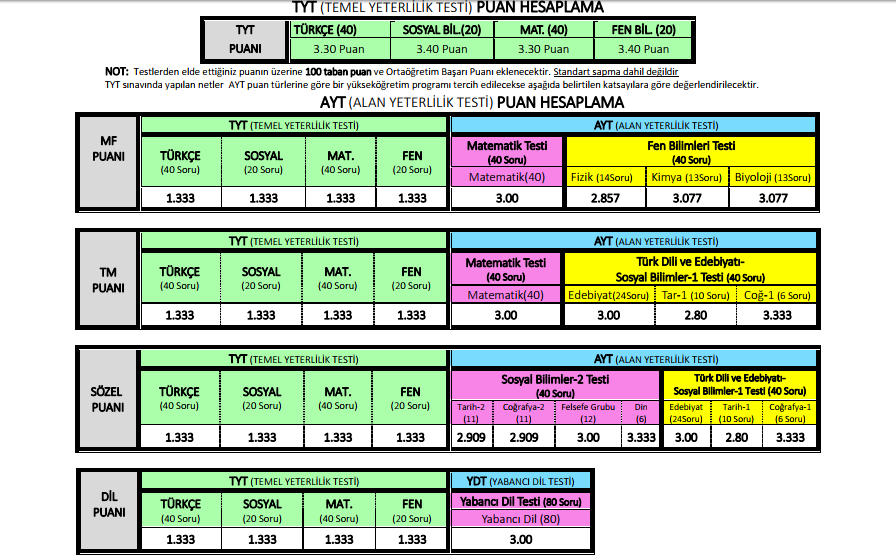 TYT (TEMEL YETERLİLİK TESTİ) PUAN HESAPLAMA
TYT PUANI
TÜRKÇE (40) SOSYAL BİL.(20) MAT. (40) FEN BİL. (20)
3.30 Puan 3.40 Puan 3.30 Puan 3.40 Puan
NOT: Testlerden elde ettiğiniz puanın üzerine 100 taban puan ve Ortaöğretim Başarı Puanı eklenecektir. Standart sapma dahil değildir
TYT sınavında yapılan netler AYT puan türlerine göre bir yükseköğretim programı tercih edilecekse aşağıda belirtilen katsayılara göre değerlendirilecektir.
AYT (ALAN YETERLİLİK TESTİ) PUAN HESAPLAMA
MF PUANI
TYT (TEMEL YETERLİLİK TESTİ) AYT (ALAN YETERLİLİK TESTİ)
TÜRKÇE SOSYAL MAT. FEN
(40 Soru) (20 Soru) (40 Soru) (20 Soru)
Matematik Testi Fen Bilimleri Testi
(40 Soru) (40 Soru)
Matematik(40) Fizik (14Soru) Kimya (13Soru) Biyoloji (13Soru)
1.333 1.333 1.333 1.333 3.00 2.857 3.077 3.077
TM PUANI
TYT (TEMEL YETERLİLİK TESTİ) AYT (ALAN YETERLİLİK TESTİ)
TÜRKÇE SOSYAL MAT. FEN
(40 Soru) (20 Soru) (40 Soru) (20 Soru)
Matematik Testi Türk Dili ve Edebiyatı-
(40 Soru) Sosyal Bilimler-1 Testi (40 Soru)
Matematik(40) Edebiyat(24Soru) Tar-1 (10 Soru) Coğ-1 (6 Soru)
1.333 1.333 1.333 1.333 3.00 3.00 2.80 3.333
SÖZEL PUANI
TYT (TEMEL YETERLİLİK TESTİ) AYT (ALAN YETERLİLİK TESTİ)
TÜRKÇE SOSYAL MAT. FEN
(40 Soru) (20 Soru) (40 Soru) (20 Soru)
Sosyal Bilimler-2 Testi Türk Dili ve Edebiyatı-
(40 Soru) Sosyal Bilimler-1 Testi (40 Soru)
Tarih-2 Coğrafya-2 Felsefe Grubu Din Edebiyat Tarih-1 Coğrafya-1
(11) (11) (12) (6) (24Soru) (10 Soru) (6 Soru)
1.333 1.333 1.333 1.333 2.909 2.909 3.00 3.333 3.00 2.80 3.333
DİL PUANI
TYT (TEMEL YETERLİLİK TESTİ) YDT (YABANCI DİL TESTİ)
TÜRKÇE SOSYAL MAT. FEN
(40 Soru) (20 Soru) (40 Soru) (20 Soru)
Yabancı Dil Testi (80 Soru)
Yabancı Dil (80)
1.333 1.333 1.333 1.333 3.00